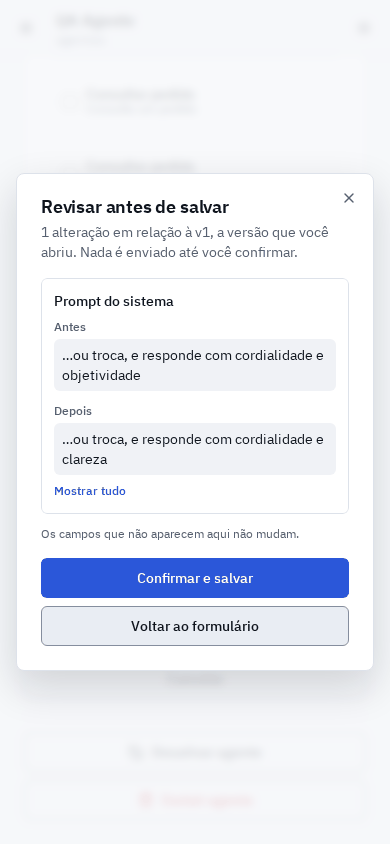 Revisar antes de salvar
1 alteração em relação à v1, a versão que você
abriu. Nada é enviado até você confirmar.
Prompt do sistema
Antes
…ou troca, e responde com cordialidade e
objetividade
Depois
…ou troca, e responde com cordialidade e
clareza
Mostrar tudo
Os campos que não aparecem aqui não mudam.
Confirmar e salvar
Voltar ao formulário